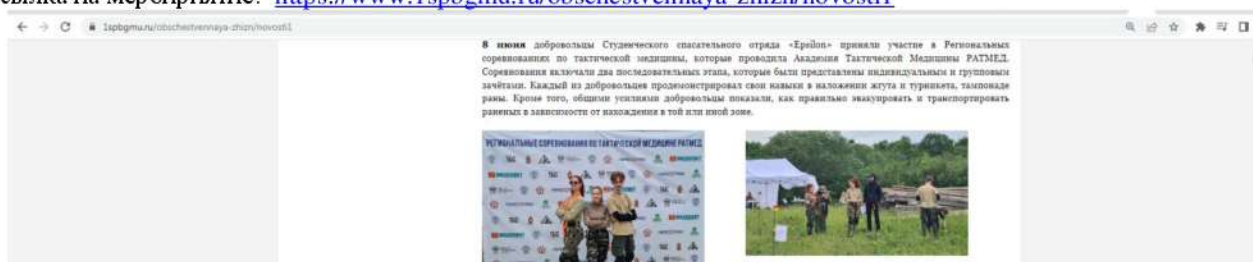 сылка на мероприятие: https://www.1spbgmu.ru/obschestvennaya-zhizn/novosti1
1spbgmu.ru/obschestvennaya-zhizn/novosti1
8 июня добровольцы Студенческого спасательного отряда «Epsilon» приняли участие в Региональных
соревнованиях по тактической медицины, которые проводила Академия Тактической Медицины РАТМЕД.
Соревнования включали два последовательных этапа, которые были представлены индивидуальным и групповым
зачётами. Каждый из добровольцев продемонстрировал свои навыки в наложении жгута и турникета, тампонаде
раны. Кроме того, общими усилиями добровольцы показали, как правильно эвакуировать и транспортировать
раненых в зависимости от нахождения в той или иной зоне.
РЕГИОНАЛЬНЫЕ СОРЕВНОВАНИЯ ПО ТАКТИЧЕСКОЙ МЕДИЦИНЕ РАТМЕД